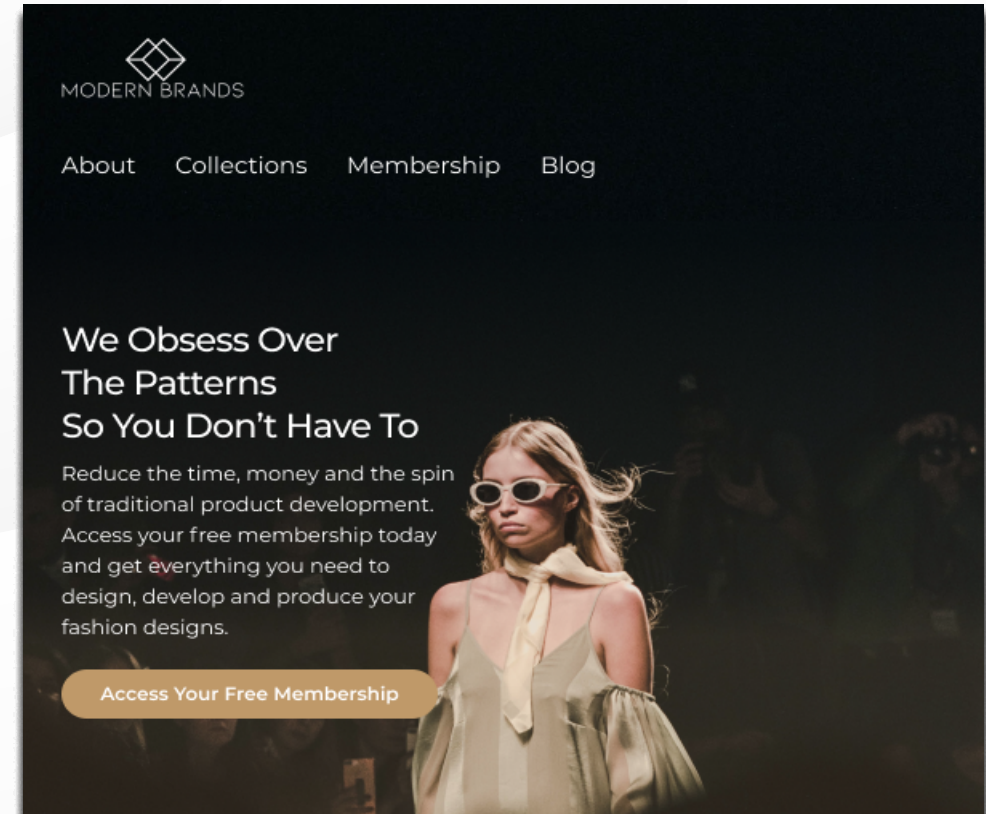 MODERN BRANDS
About Collections Membership Blog
We Obsess Over
The Patterns
So You Don’t Have To
Reduce the time, money and the spin
of traditional product development.
Access your free membership today
and get everything you need to
design, develop and produce your
fashion designs.
Access Your Free Membership